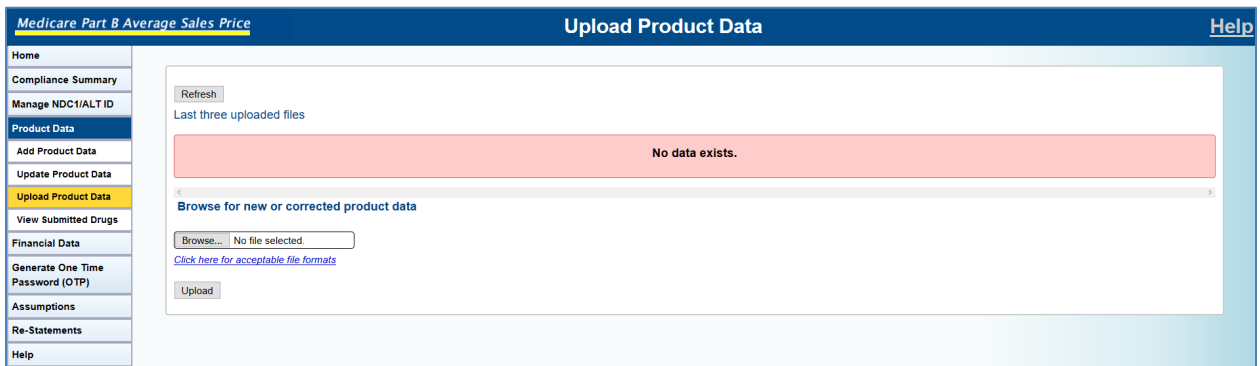 Medicare Part B Average Sales Price
Upload Product Data
Help
Home
Compliance Summary
Manage NDC1/ALT ID
Product Data
Add Product Data
Update Product Data
Upload Product Data
View Submitted Drugs
Financial Data
Generate One Time
Password (OTP)
Assumptions
Re-Statements
Help
Refresh
Last three uploaded files
No data exists.
Browse for new or corrected product data
Browse... No file selected.
Click here for acceptable file formats
Upload